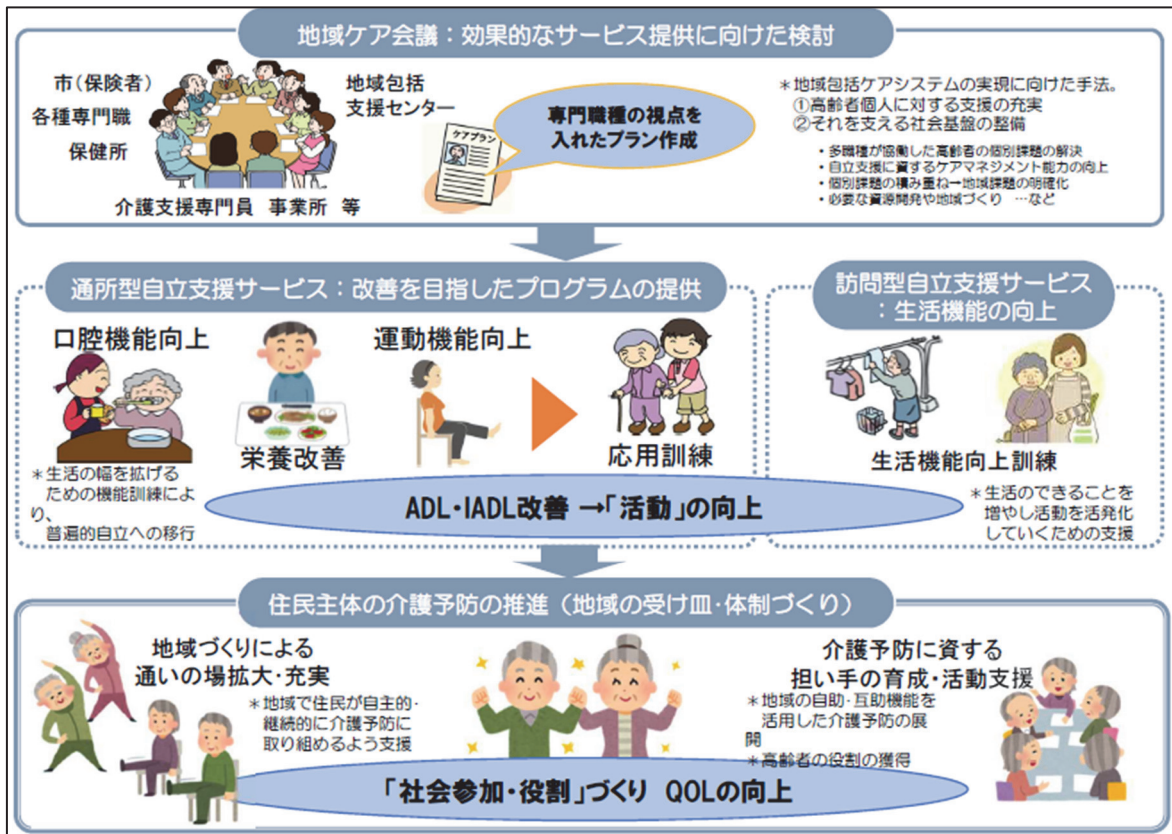 地域ケア会議：効果的なサービス提供に向けた検討
市（保険者）
各種専門職
保健所
地域包括
支援センター
介護支援専門員 事業所 等
ケアプラン
専門職種の視点を
入れたプラン作成
＊地域包括ケアシステムの実現に向けた手法。
①高齢者個人に対する支援の充実
②それを支える社会基盤の整備
・多職種が協働した高齢者の個別課題の解決
・自立支援に資するケアマネジメント能力の向上
・個別課題の積み重ね→地域課題の明確化
・必要な資源開発や地域づくり …など
通所型自立支援サービス：改善を目指したプログラムの提供
口腔機能向上
栄養改善
運動機能向上
応用訓練
＊生活の幅を拡げる
ための機能訓練によ
り、
普遍的自立への移行
訪問型自立支援サービス
：生活機能の向上
生活機能向上訓練
＊生活のできることを
増やし活動を活発化
していくための支援
ADL・IADL改善 →「活動」の向上
住民主体の介護予防の推進（地域の受け皿・体制づくり）
地域づくりによる
通いの場拡大・充実
＊地域で住民が自主的・
継続的に介護予防に
取り組めるよう支援
介護予防に資する
担い手の育成・活動支援
＊地域の自助・互助機能を
活用した介護予防の展
開
＊高齢者の役割の獲得
「社会参加・役割」づくり QOLの向上